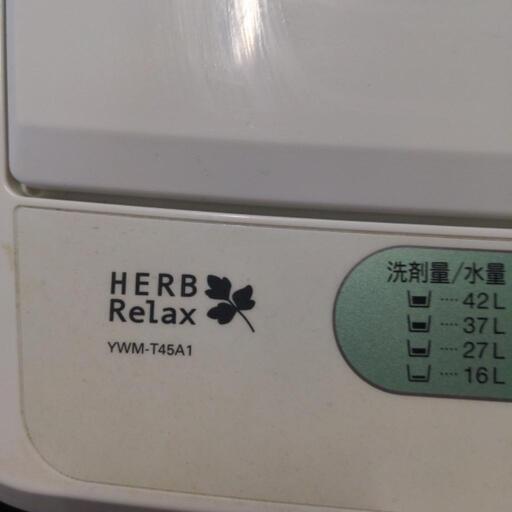 HERB
Relax
YWM-T45A1
洗剤量/水量
···· 42L
···· 37L
···· 27L
···· 16L